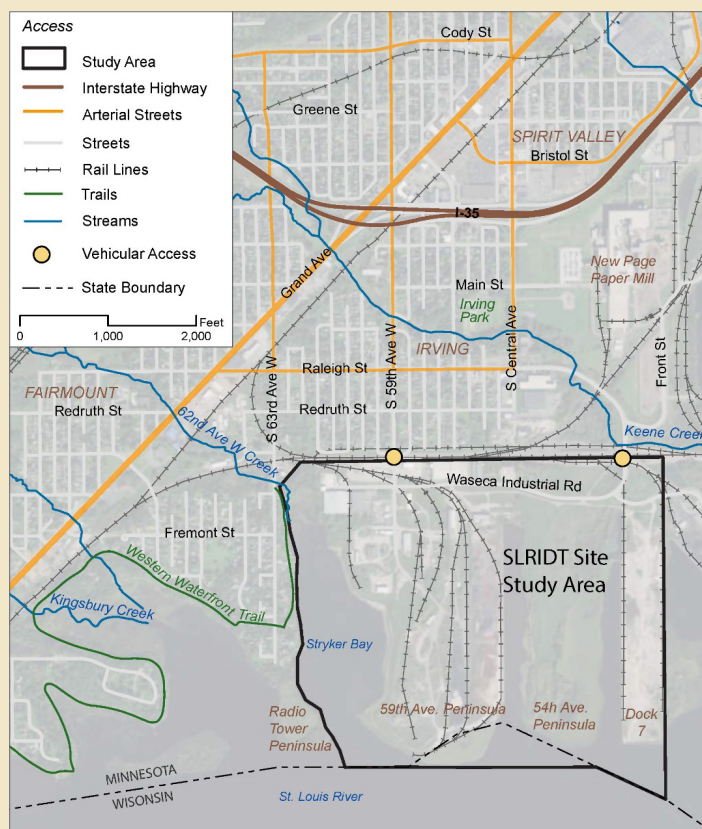 Access
Study Area
Interstate Highway
Arterial Streets
Streets
Rail Lines
Trails
Streams
Vehicular Access
State Boundary
0 1,000 2,000 Feet
Cody St
Greene St
SPIRIT VALLEY
Bristol St
I-35
Grand Ave
New Page
Paper Mill
Main St
Irving
Park
S 63rd Ave W
S 59th Ave W
S Central Ave
Front St
IRVING
Raleigh St
FAIRMOUNT
Redruth St
Redruth St
62nd Ave W Creek
Keene Creek
Waseca Industrial Rd
Fremont St
SLRIDT Site
Study Area
Western Waterfront Trail
Kingsbury Creek
Stryker Bay
Radio
Tower
Peninsula
59th Ave. Peninsula
54h Ave.
Peninsula
Dock
7
MINNESOTA
WISONSIN
St. Louis River